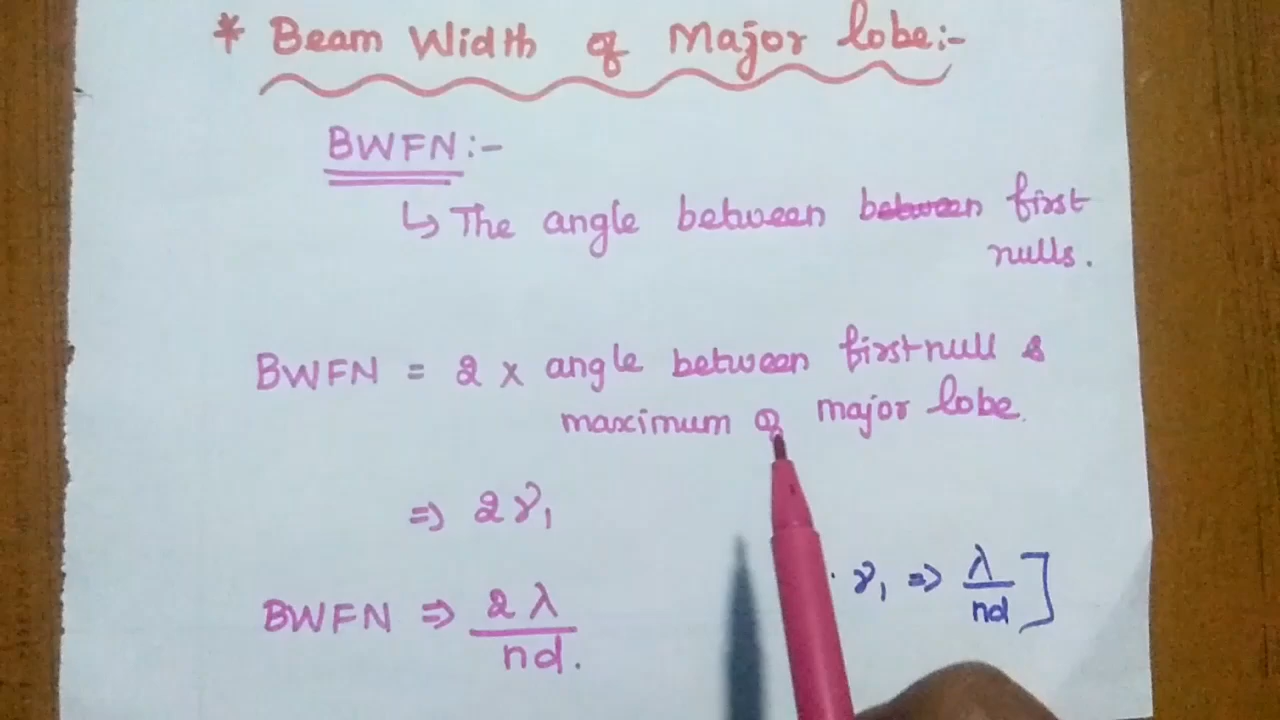 * Beam Width of Major lobe:-
BWFN:-
↳ The angle between between first
nulls.
BWFN = 2 x angle between first null &
maximum of major lobe.
=> 2γ₁
γ₁ => λ/nd]
BWFN => 2λ/nd.